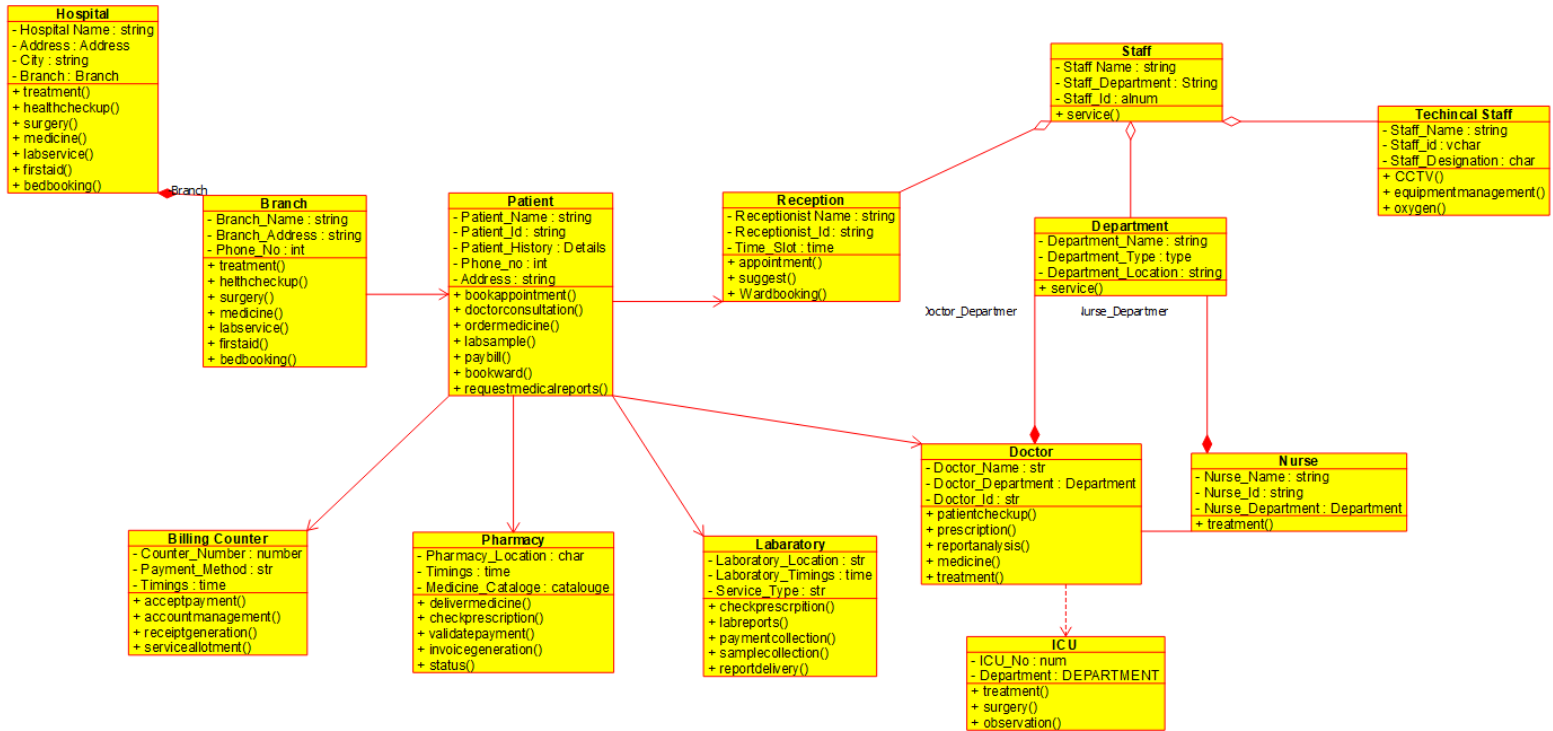 Hospital
- Hospital Name : string
- Address : Address
- City : string
- Branch : Branch
+ treatment()
+ healthcheckup()
+ surgery()
+ medicine()
+ labservice()
+ firstaid()
+ bedbooking()
Branch
Branch
- Branch_Name : string
- Branch_Address : string
- Phone_No : int
+ treatment()
+ helthcheckup()
+ surgery()
+ medicine()
+ labservice()
+ firstaid()
+ bedbooking()
Patient
- Patient_Name : string
- Patient_Id : string
- Patient_History : Details
- Phone_no : int
- Address : string
+ bookappointment()
+ doctorconsultation()
+ ordermedicine()
+ labsample()
+ paybill()
+ bookward()
+ requestmedicalreports()
Reception
- Receptionist Name : string
- Receptionist_Id : string
- Time_Slot : time
+ appointment()
+ suggest()
+ Wardbooking()
Staff
- Staff Name : string
- Staff_Department : String
- Staff_Id : alnum
+ service()
Techincal Staff
- Staff_Name : string
- Staff_id : vchar
- Staff_Designation : char
+ CCTV()
+ equipmentmanagement()
+ oxygen()
Department
- Department_Name : string
- Department_Type : type
- Department_Location : string
+ service()
Doctor_Departmer
Nurse_Departmer
Billing Counter
- Counter_Number : number
- Payment_Method : str
- Timings : time
+ acceptpayment()
+ accountmanagement()
+ receiptgeneration()
+ serviceallotment()
Pharmacy
- Pharmacy_Location : char
- Timings : time
- Medicine_Cataloge : catalouge
+ delivermedicine()
+ checkprescription()
+ validatepayment()
+ invoicegeneration()
+ status()
Labaratory
- Laboratory_Location : str
- Laboratory_Timings : time
- Service_Type : str
+ checkprescrpition()
+ labreports()
+ paymentcollection()
+ samplecollection()
+ reportdelivery()
Doctor
- Doctor_Name : str
- Doctor_Department : Department
- Doctor_Id : str
+ patientcheckup()
+ prescription()
+ reportanalysis()
+ medicine()
+ treatment()
Nurse
- Nurse_Name : string
- Nurse_Id : string
- Nurse_Department : Department
+ treatment()
ICU
- ICU_No : num
- Department : DEPARTMENT
+ treatment()
+ surgery()
+ observation()